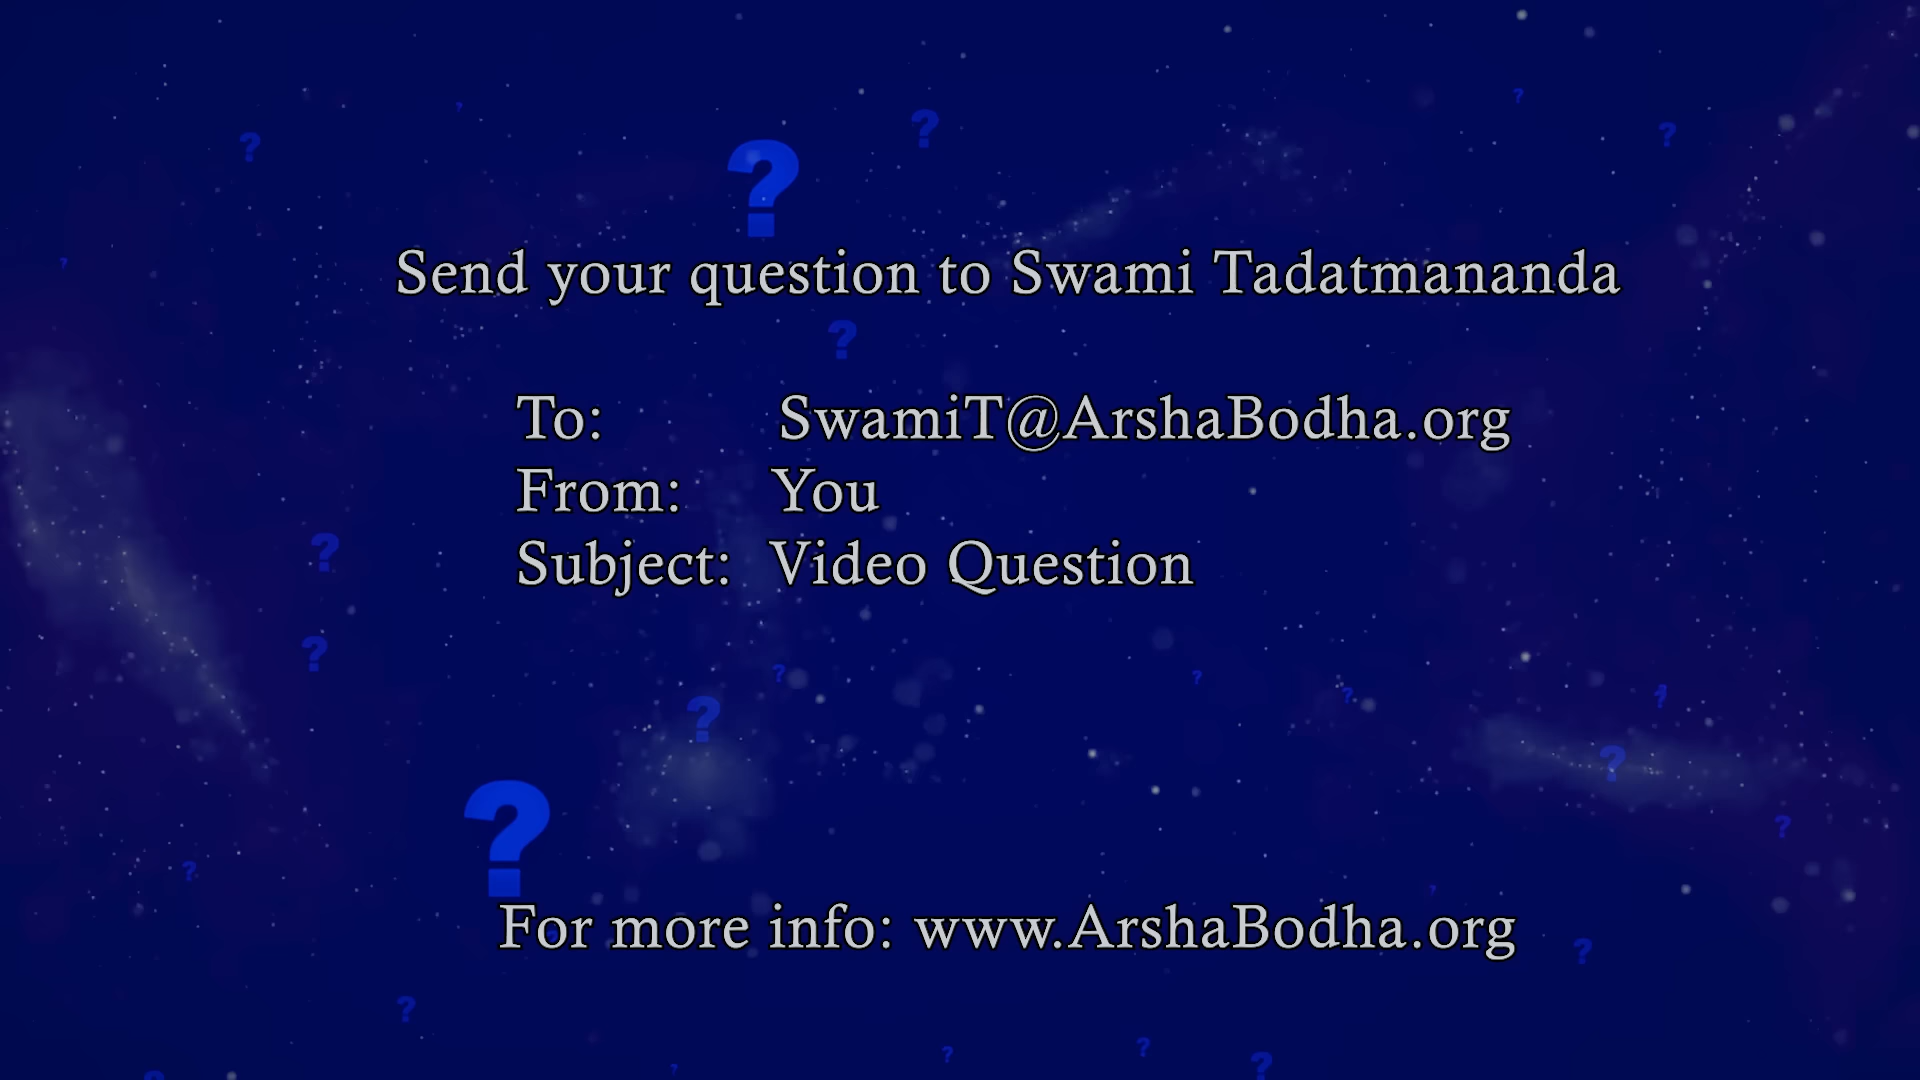 Send your question to Swami Tadatmananda
To: SwamiT@ArshaBodha.org
From: You
Subject: Video Question
For more info: www.ArshaBodha.org